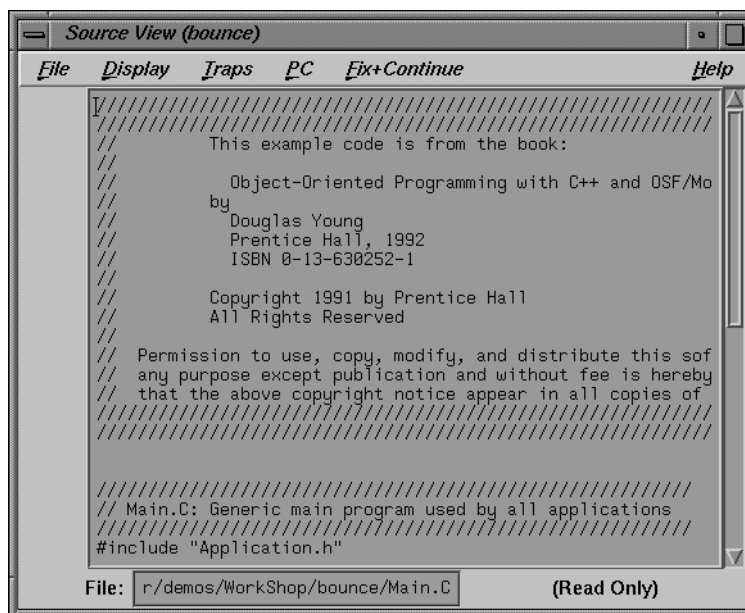 Source View (bounce)
File Display Traps PC Fix+Continue Help
///////////////////////////////////////////////////////////////
///////////////////////////////////////////////////////////////
// This example code is from the book:
//
// Object-Oriented Programming with C++ and OSF/Mo
// by
// Douglas Young
// Prentice Hall, 1992
// ISBN 0-13-630252-1
//
// Copyright 1991 by Prentice Hall
// All Rights Reserved
//
// Permission to use, copy, modify, and distribute this sof
// any purpose except publication and without fee is hereby
// that the above copyright notice appear in all copies of
///////////////////////////////////////////////////////////////
///////////////////////////////////////////////////////////////
/////////////////////////////////////////////////////////////
// Main.C: Generic main program used by all applications
/////////////////////////////////////////////////////////////
#include "Application.h"
File: r/demos/WorkShop/bounce/Main.C (Read Only)